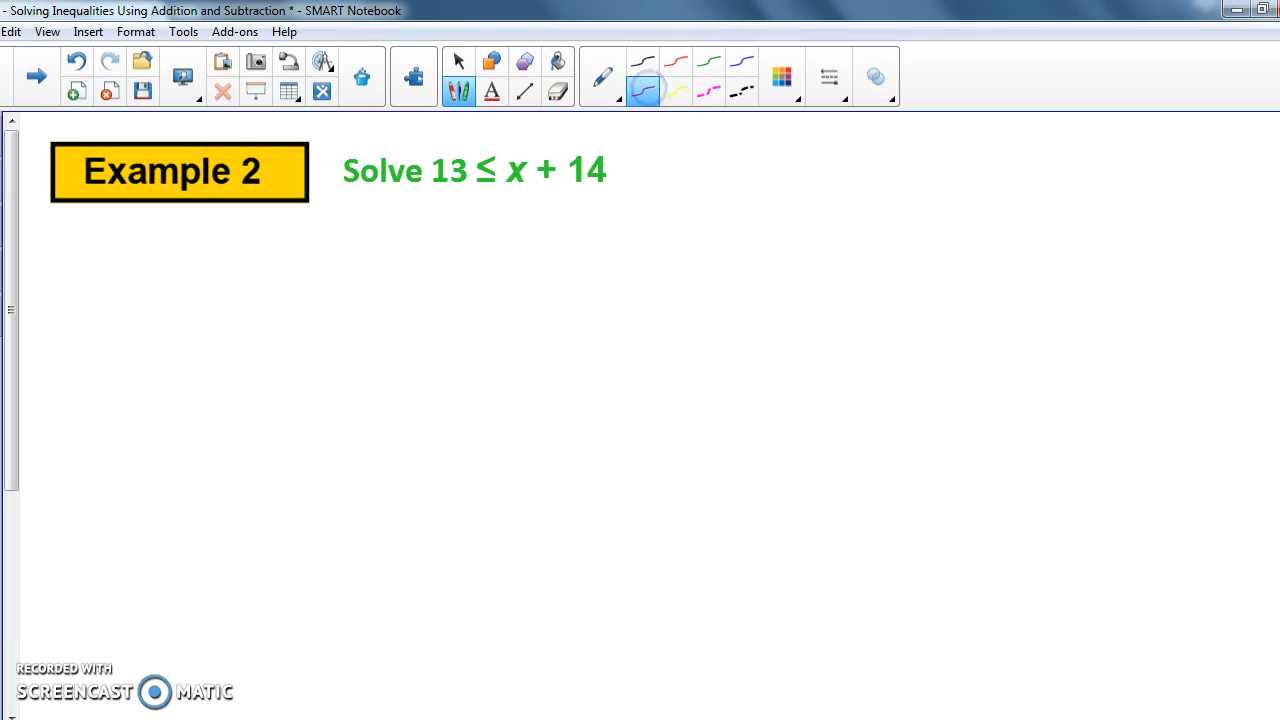 - Solving Inequalities Using Addition and Subtraction * - SMART Notebook
Edit View Insert Format Tools Add-ons Help
Example 2 Solve 13 ≤ x + 14
RECORDED WITH
SCREENCAST MATIC